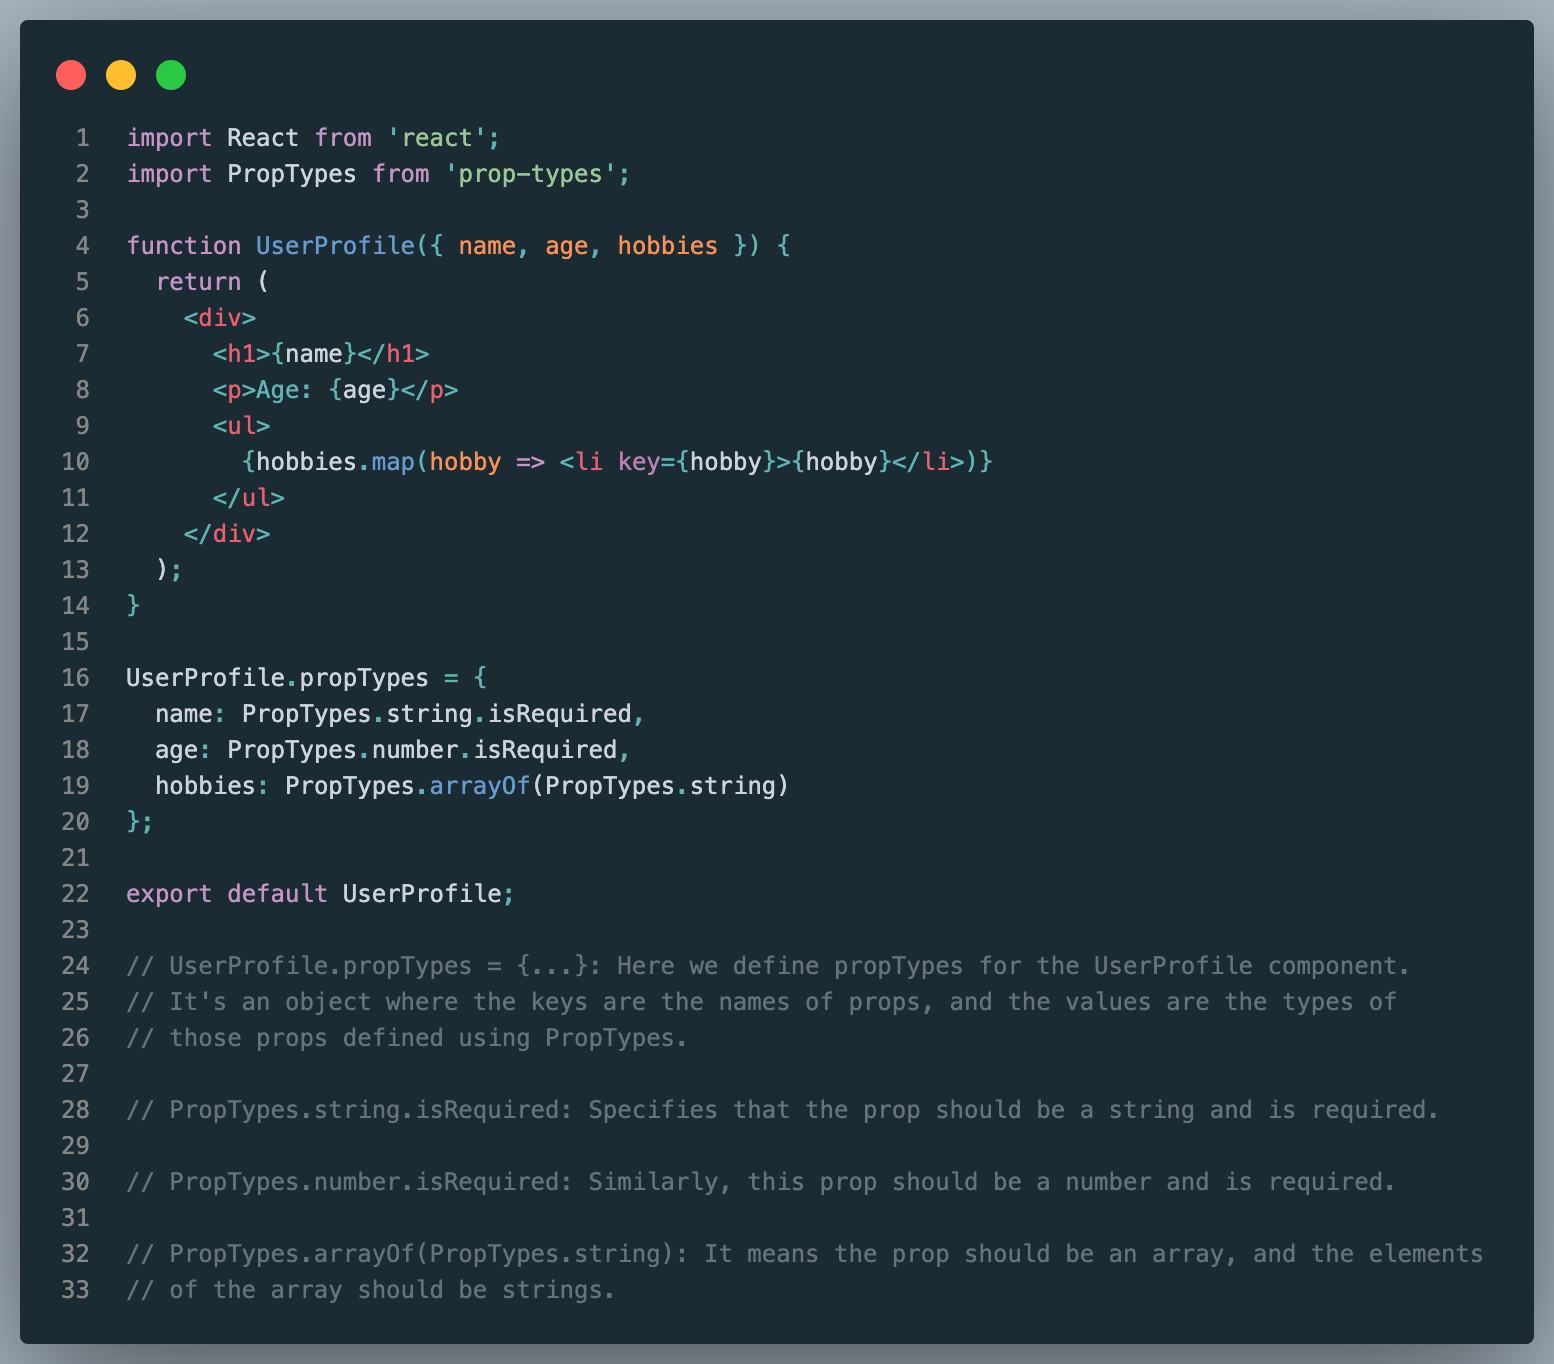 1 import React from 'react';
2 import PropTypes from 'prop-types';
3
4 function UserProfile({ name, age, hobbies }) {
5   return (
6     <div>
7       <h1>{name}</h1>
8       <p>Age: {age}</p>
9       <ul>
10         {hobbies.map(hobby => <li key={hobby}>{hobby}</li>)}
11       </ul>
12     </div>
13   );
14 }
15
16 UserProfile.propTypes = {
17   name: PropTypes.string.isRequired,
18   age: PropTypes.number.isRequired,
19   hobbies: PropTypes.arrayOf(PropTypes.string)
20 };
21
22 export default UserProfile;
23
24 // UserProfile.propTypes = {...}: Here we define propTypes for the UserProfile component.
25 // It's an object where the keys are the names of props, and the values are the types of
26 // those props defined using PropTypes.
27
28 // PropTypes.string.isRequired: Specifies that the prop should be a string and is required.
29
30 // PropTypes.number.isRequired: Similarly, this prop should be a number and is required.
31
32 // PropTypes.arrayOf(PropTypes.string): It means the prop should be an array, and the elements
33 // of the array should be strings.